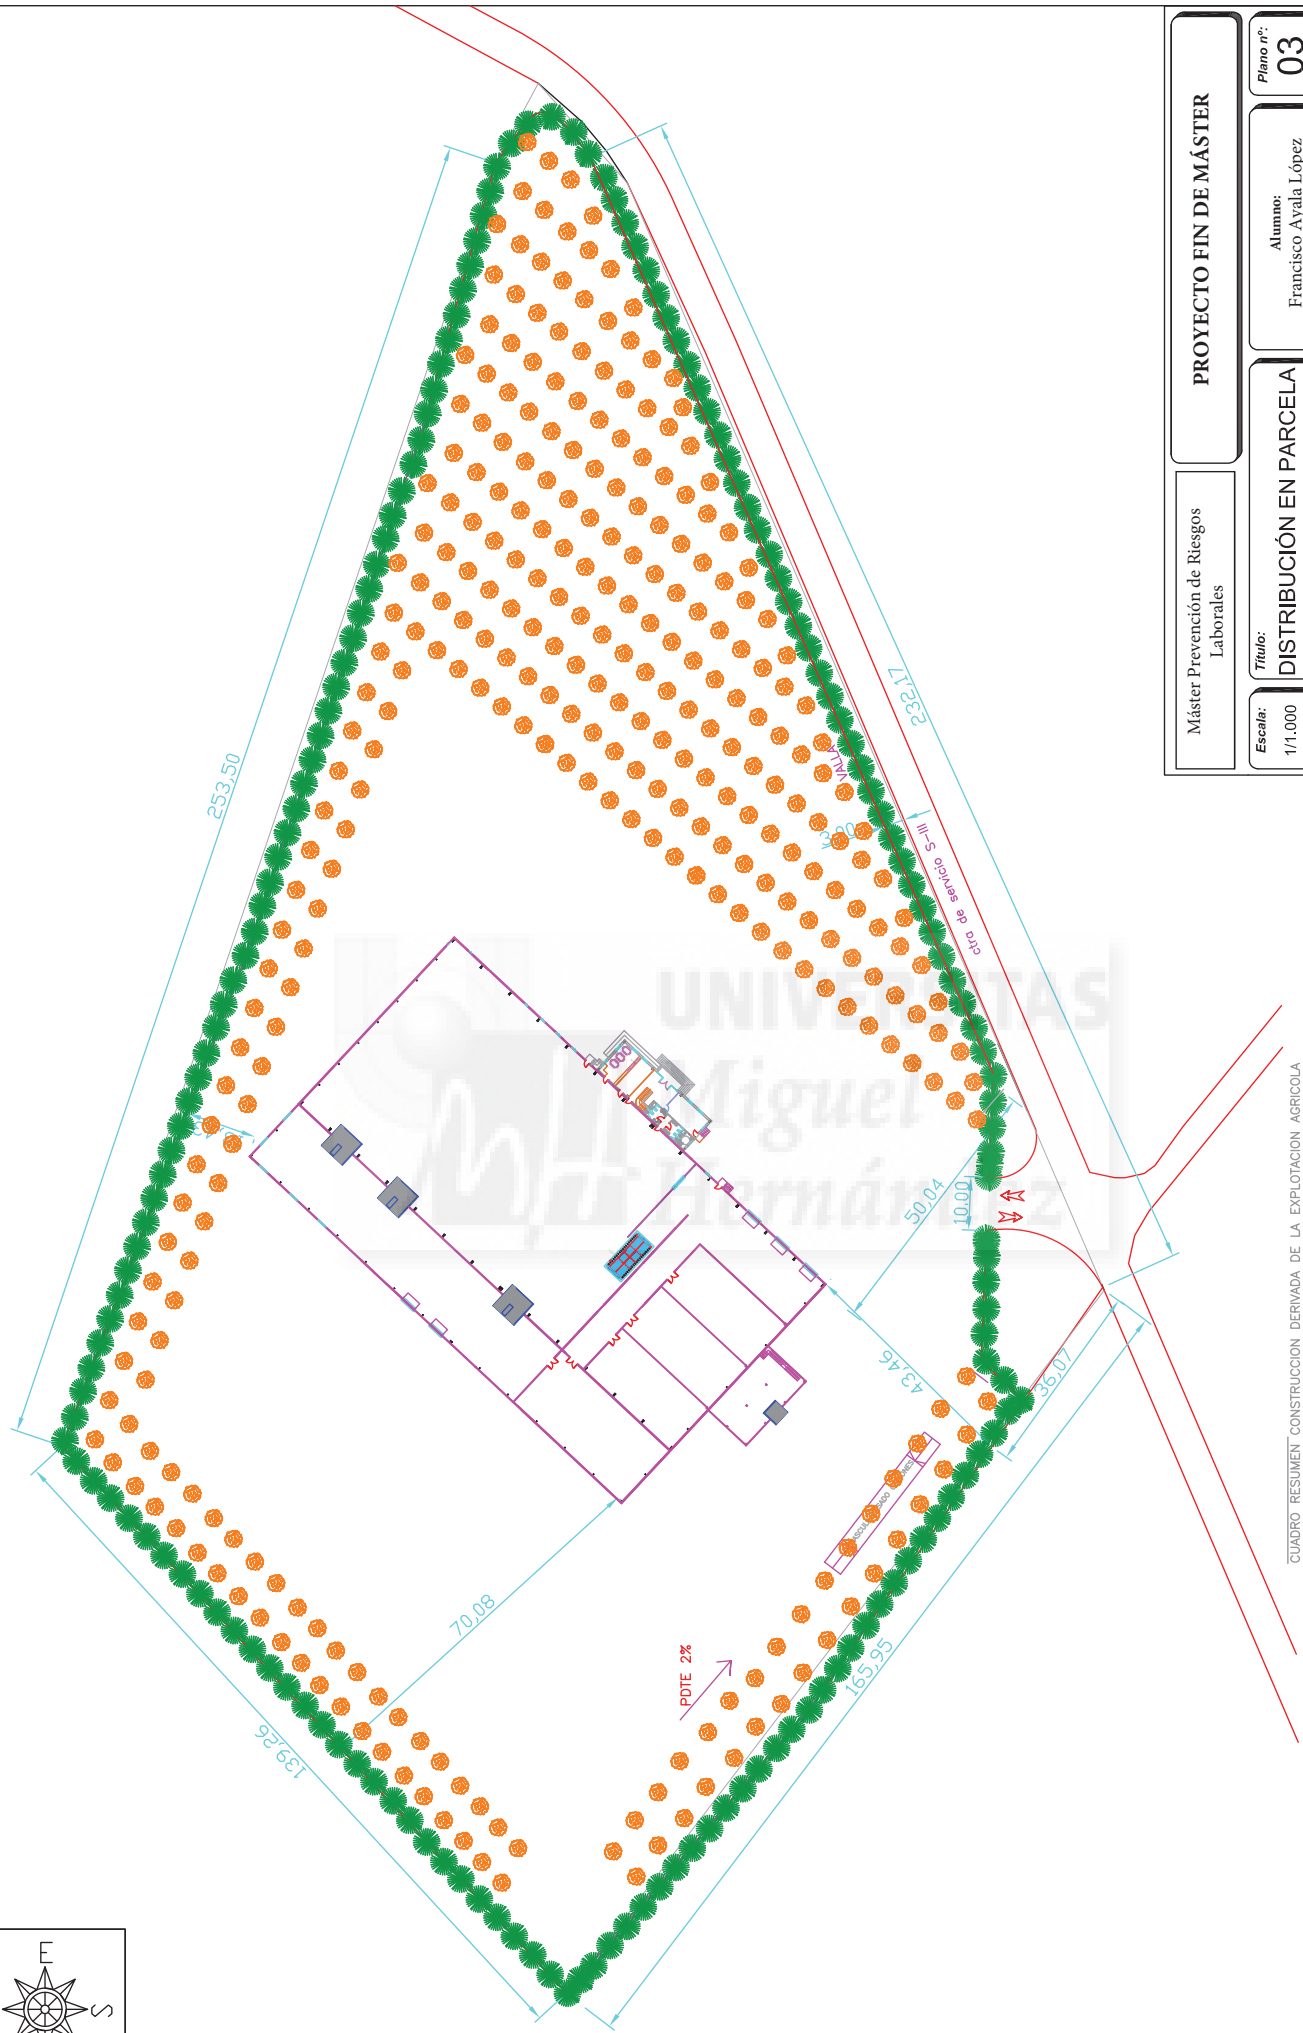 PROYECTO FIN DE MÁSTER
Máster Prevención de Riesgos
Laborales
Plano nº:
03
Alumno:
Francisco Ayala López
Título:
DISTRIBUCIÓN EN PARCELA
Escala:
1/1.000
253,50
232,17
VALLA
ctra de servicio S-III
50,04
10.00
43,46
36,07
70,08
PDTE 2%
165,95
139,26
UNIVERSITAS
Miguel
Hernández
CUADRO RESUMEN CONSTRUCCION DERIVADA DE LA EXPLOTACION AGRICOLA
E
S